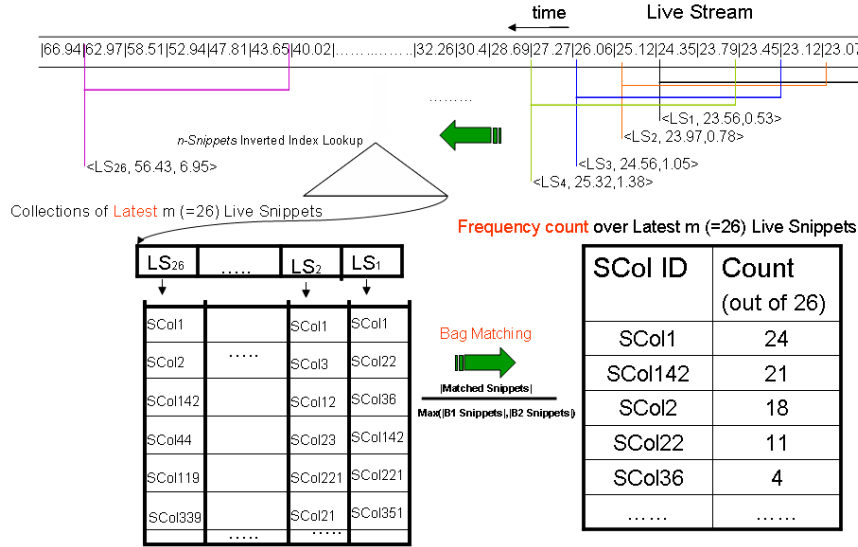 time Live Stream
|66.94|62.97|58.51|52.94|47.81|43.65|40.02|....................|32.26|30.4|28.69|27.27|26.06|25.12|24.35|23.79|23.45|23.12|23.07
.........
<LS1, 23.56,0.53>
<LS2, 23.97,0.78>
n-Snippets Inverted Index Lookup
<LS26, 56.43, 6.95>
<LS3, 24.56,1.05>
<LS4, 25.32,1.38>
Collections of Latest m (=26) Live Snippets
Frequency count over Latest m (=26) Live Snippets
LS26 ..... LS2 LS1
SCol1 ..... SCol1 SCol1
SCol2 SCol3 SCol22
SCol142 SCol12 SCol36
SCol44 SCol23 SCol142
SCol119 SCol221 SCol221
SCol339 SCol21 SCol351
..... .....
Bag Matching
|Matched Snippets|
Max(|B1 Snippets|,|B2 Snippets|)
SCol ID Count
(out of 26)
SCol1 24
SCol142 21
SCol2 18
SCol22 11
SCol36 4
...... ......